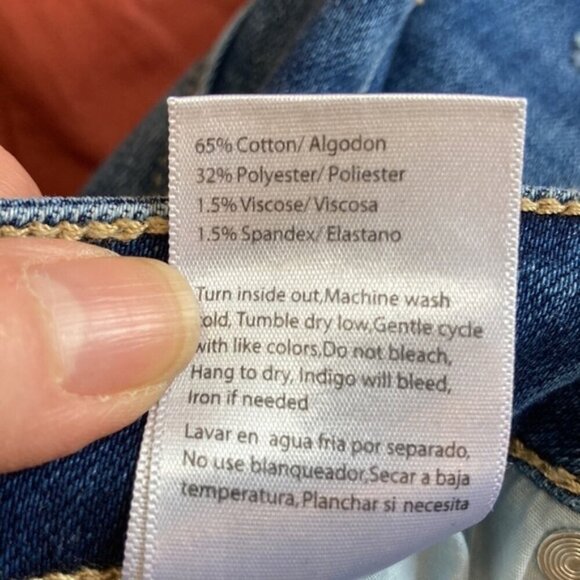 65% Cotton/ Algodon
32% Polyester/ Poliester
1.5% Viscose/ Viscosa
1.5% Spandex/ Elastano
Turn inside out,Machine wash
cold, Tumble dry low,Gentle cycle
with like colors,Do not bleach,
Hang to dry, Indigo will bleed,
Iron if needed
Lavar en agua fria por separado,
No use blanqueador,Secar a baja
temperatura,Planchar si necesita